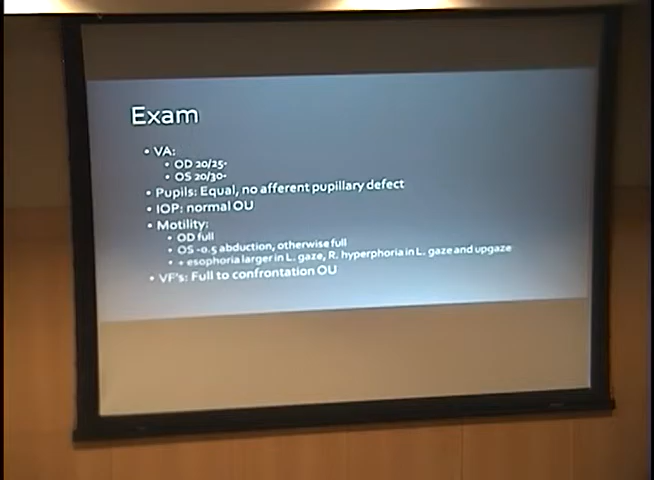 Exam
• VA:
• OD 20/25-
• OS 20/30-
• Pupils: Equal, no afferent pupillary defect
• IOP: normal OU
• Motility:
• OD full
• OS -0.5 abduction, otherwise full
• + esophoria larger in L. gaze, R. hyperphoria in L. gaze and upgaze
• VF's: Full to confrontation OU